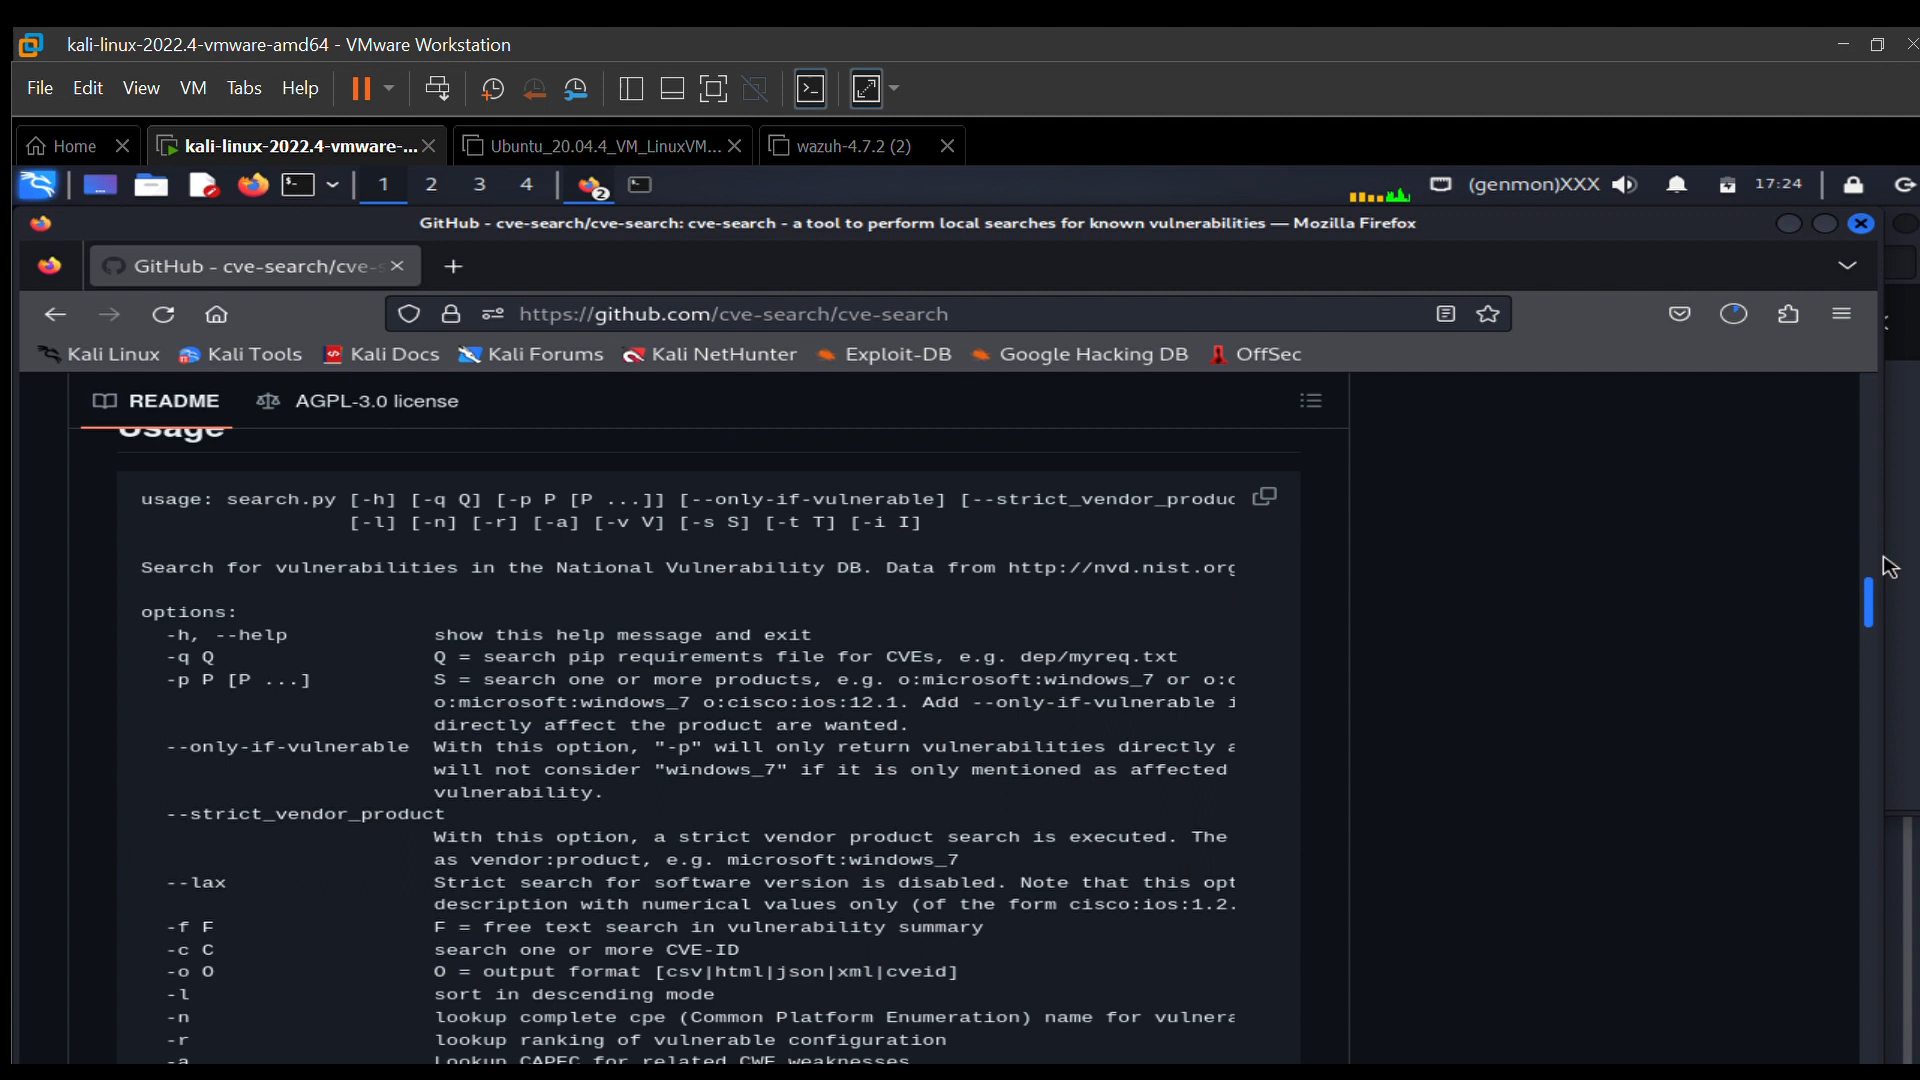 kali-linux-2022.4-vmware-amd64 - VMware Workstation
File Edit View VM Tabs Help
Home kali-linux-2022.4-vmware-... Ubuntu_20.04.4_VM_LinuxVM... wazuh-4.7.2 (2)
1 2 3 4 2 (genmon)XXX 17:24
GitHub - cve-search/cve-search: cve-search - a tool to perform local searches for known vulnerabilities — Mozilla Firefox
GitHub - cve-search/cve-s
https://github.com/cve-search/cve-search
Kali Linux Kali Tools Kali Docs Kali Forums Kali NetHunter Exploit-DB Google Hacking DB OffSec
README AGPL-3.0 license
Usage
usage: search.py [-h] [-q Q] [-p P [P ...]] [--only-if-vulnerable] [--strict_vendor_produc
[-l] [-n] [-r] [-a] [-v V] [-s S] [-t T] [-i I]
Search for vulnerabilities in the National Vulnerability DB. Data from http://nvd.nist.org
options:
-h, --help show this help message and exit
-q Q Q = search pip requirements file for CVEs, e.g. dep/myreq.txt
-p P [P ...] S = search one or more products, e.g. o:microsoft:windows_7 or o:c
o:microsoft:windows_7 o:cisco:ios:12.1. Add --only-if-vulnerable i
directly affect the product are wanted.
--only-if-vulnerable With this option, "-p" will only return vulnerabilities directly a
will not consider "windows_7" if it is only mentioned as affected
vulnerability.
--strict_vendor_product
With this option, a strict vendor product search is executed. The
as vendor:product, e.g. microsoft:windows_7
--lax Strict search for software version is disabled. Note that this opt
description with numerical values only (of the form cisco:ios:1.2.
-f F F = free text search in vulnerability summary
-c C search one or more CVE-ID
-o O O = output format [csv|html|json|xml|cveid]
-l sort in descending mode
-n lookup complete cpe (Common Platform Enumeration) name for vulnera
-r lookup ranking of vulnerable configuration
-a Lookup CAPEC for related CWE weaknesses